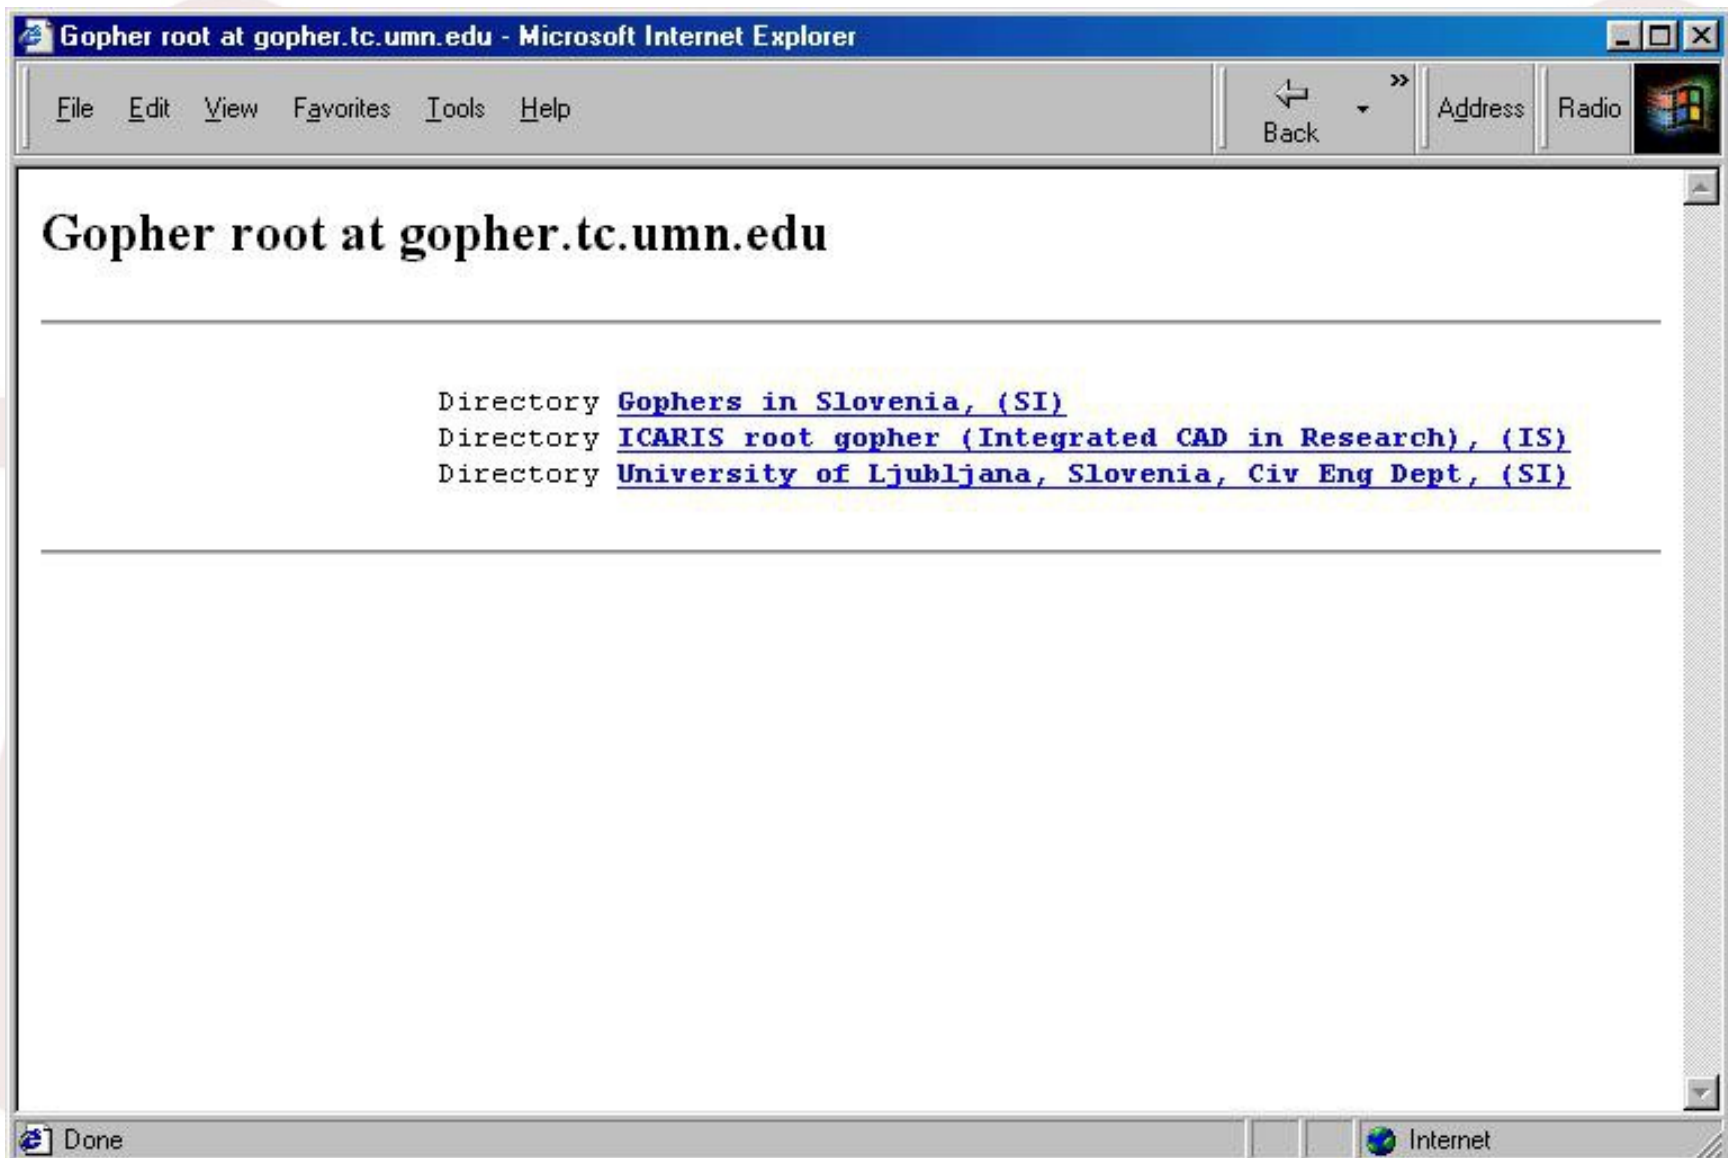 Gopher root at gopher.tc.umn.edu - Microsoft Internet Explorer
File Edit View Favorites Tools Help
Back
»
Address
Radio
Gopher root at gopher.tc.umn.edu
Directory Gophers in Slovenia, (SI)
Directory ICARIS root gopher (Integrated CAD in Research), (IS)
Directory University of Ljubljana, Slovenia, Civ Eng Dept, (SI)
Done
Internet